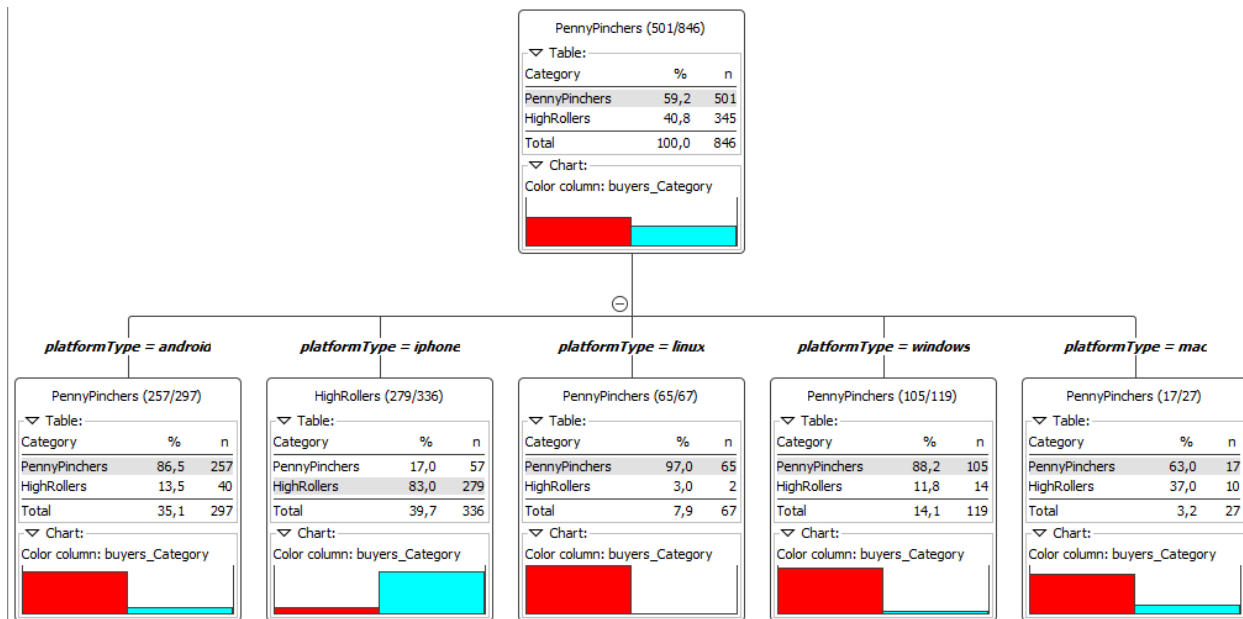 PennyPinchers (501/846)
Table:
Category % n
PennyPinchers 59,2 501
HighRollers 40,8 345
Total 100,0 846
Chart:
Color column: buyers_Category
platformType = android
PennyPinchers (257/297)
Table:
Category % n
PennyPinchers 86,5 257
HighRollers 13,5 40
Total 35,1 297
Chart:
Color column: buyers_Category
platformType = iphone
HighRollers (279/336)
Table:
Category % n
PennyPinchers 17,0 57
HighRollers 83,0 279
Total 39,7 336
Chart:
Color column: buyers_Category
platformType = linux
PennyPinchers (65/67)
Table:
Category % n
PennyPinchers 97,0 65
HighRollers 3,0 2
Total 7,9 67
Chart:
Color column: buyers_Category
platformType = windows
PennyPinchers (105/119)
Table:
Category % n
PennyPinchers 88,2 105
HighRollers 11,8 14
Total 14,1 119
Chart:
Color column: buyers_Category
platformType = mac
PennyPinchers (17/27)
Table:
Category % n
PennyPinchers 63,0 17
HighRollers 37,0 10
Total 3,2 27
Chart:
Color column: buyers_Category